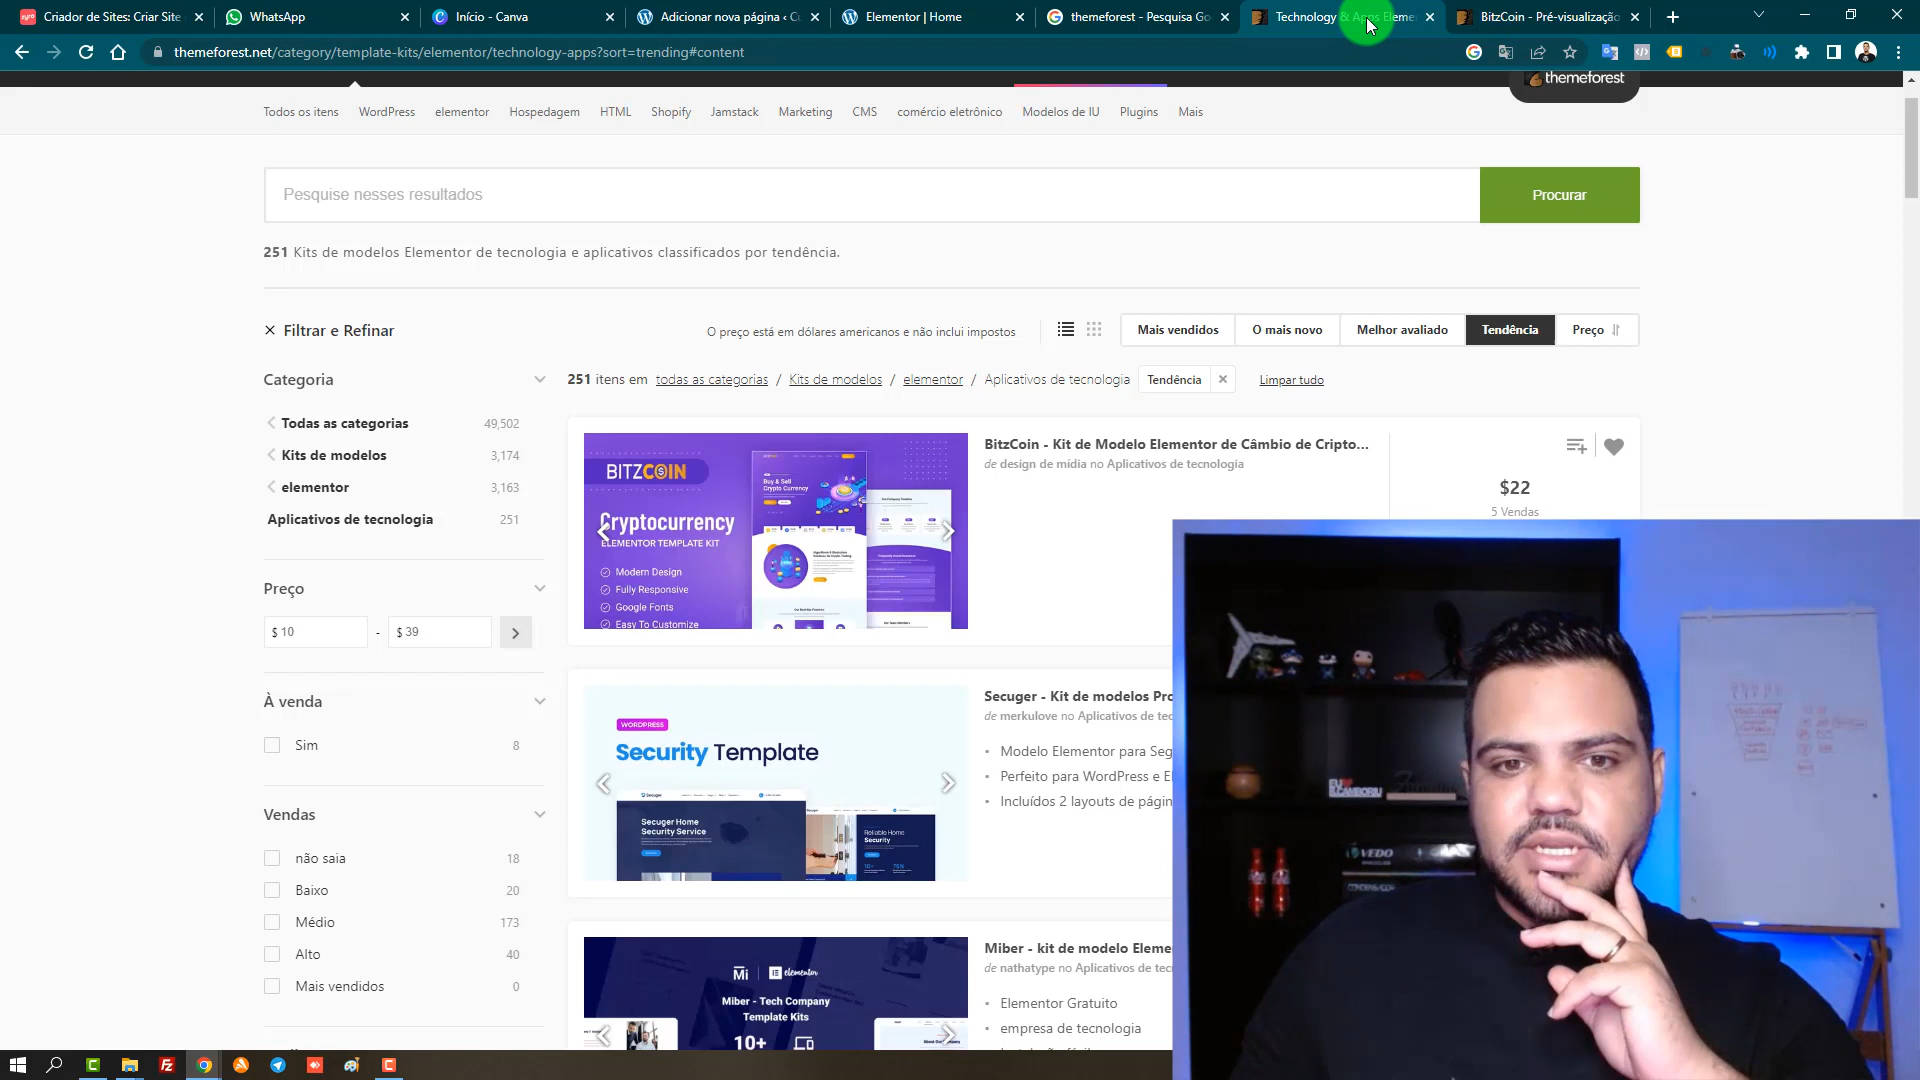 Criador de Sites: Criar Site
WhatsApp
Início - Canva
Adicionar nova página ‹ C
Elementor | Home
themeforest - Pesquisa Go
Technology & Apps Eleme
BitzCoin - Pré-visualização
themeforest.net/category/template-kits/elementor/technology-apps?sort=trending#content
themeforest
Todos os itens
WordPress
elementor
Hospedagem
HTML
Shopify
Jamstack
Marketing
CMS
comércio eletrônico
Modelos de IU
Plugins
Mais
Pesquise nesses resultados
Procurar
251 Kits de modelos Elementor de tecnologia e aplicativos classificados por tendência.
Filtrar e Refinar
O preço está em dólares americanos e não inclui impostos
Mais vendidos
O mais novo
Melhor avaliado
Tendência
Preço
Categoria
251 itens em todas as categorias / Kits de modelos / elementor / Aplicativos de tecnologia
Tendência
Limpar tudo
Todas as categorias 49,502
Kits de modelos 3,174
elementor 3,163
Aplicativos de tecnologia 251
Preço
$ 10 - $ 39
À venda
Sim 8
Vendas
não saia 18
Baixo 20
Médio 173
Alto 40
Mais vendidos 0
BITZCOIN
Cryptocurrency
ELEMENTOR TEMPLATE KIT
Modern Design
Fully Responsive
Google Fonts
Easy To Customize
Buy & Sell
Crypto Currency
BitzCoin - Kit de Modelo Elementor de Câmbio de Cripto...
de design de mídia no Aplicativos de tecnologia
$22
5 Vendas
WORDPRESS
Security Template
Secuger
Secuger Home
Security Service
Reliable Home
Security
Secuger - Kit de modelos Pro
de merkulove no Aplicativos de tec
Modelo Elementor para Seg
Perfeito para WordPress e E
Incluídos 2 layouts de págin
Mi
elementor
Miber - Tech Company
Template Kits
10+
Miber - kit de modelo Eleme
de nathatype no Aplicativos de tec
Elementor Gratuito
empresa de tecnologia
VEDO